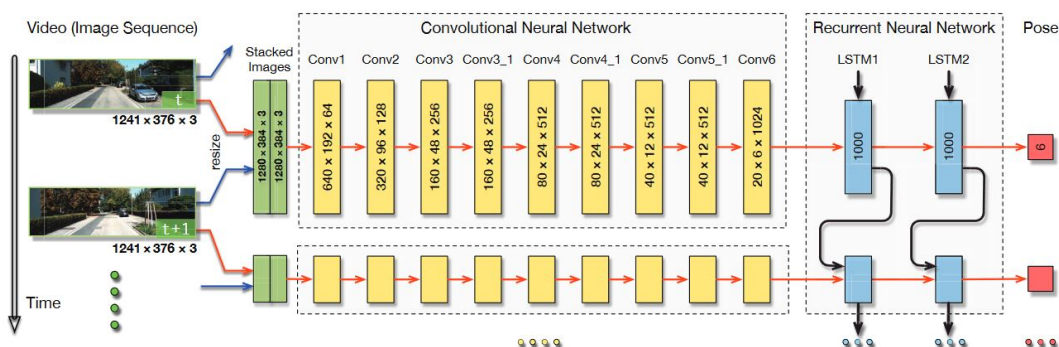 Video (Image Sequence)
Convolutional Neural Network
Recurrent Neural Network
Pose
Stacked
Images
Conv1
Conv2
Conv3
Conv3_1
Conv4
Conv4_1
Conv5
Conv5_1
Conv6
LSTM1
LSTM2
t
1241 × 376 × 3
resize
1280 × 384 × 3
1280 × 384 × 3
640 × 192 × 64
320 × 96 × 128
160 × 48 × 256
160 × 48 × 256
80 × 24 × 512
80 × 24 × 512
40 × 12 × 512
40 × 12 × 512
20 × 6 × 1024
1000
1000
6
t+1
1241 × 376 × 3
Time